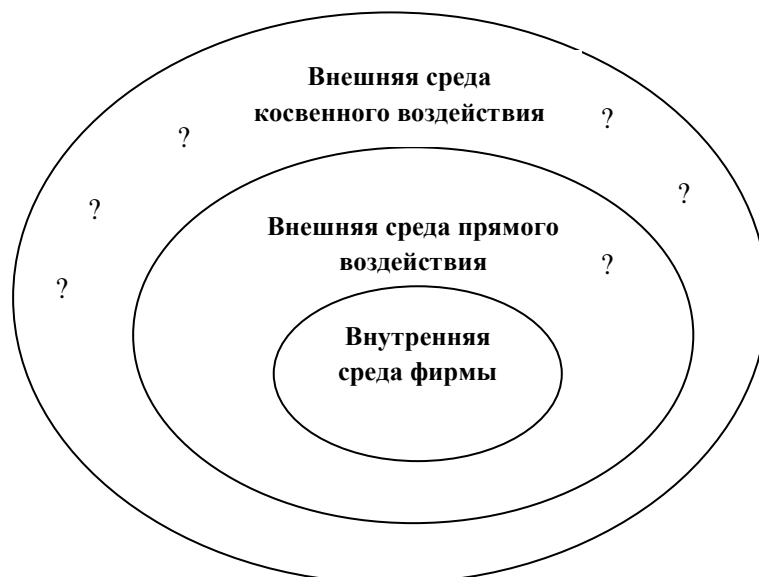 Внешняя среда
косвенного воздействия
?
?
?
?
Внешняя среда прямого
воздействия
?
?
Внутренняя
среда фирмы